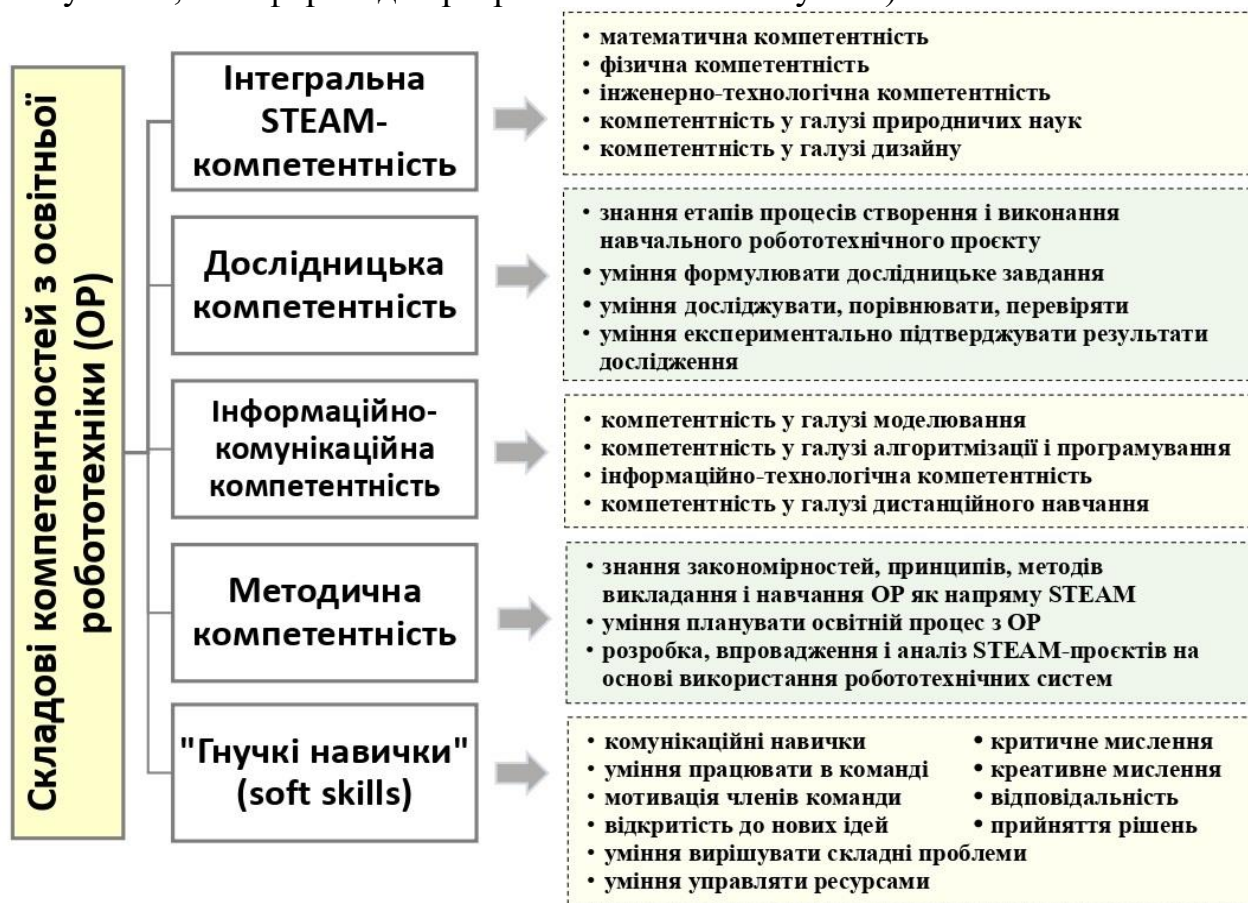 Складові компетентностей з освітньої
робототехніки (ОР)
Інтегральна
STEAM-
компетентність
• математична компетентність
• фізична компетентність
• інженерно-технологічна компетентність
• компетентність у галузі природничих наук
• компетентність у галузі дизайну
Дослідницька
компетентність
• знання етапів процесів створення і виконання
навчального робототехнічного проєкту
• уміння формулювати дослідницьке завдання
• уміння досліджувати, порівнювати, перевіряти
• уміння експериментально підтверджувати результати
дослідження
Інформаційно-
комунікаційна
компетентність
• компетентність у галузі моделювання
• компетентність у галузі алгоритмізації і програмування
• інформаційно-технологічна компетентність
• компетентність у галузі дистанційного навчання
Методична
компетентність
• знання закономірностей, принципів, методів
викладання і навчання ОР як напряму STEAM
• уміння планувати освітній процес з ОР
• розробка, впровадження і аналіз STEAM-проєктів на
основі використання робототехнічних систем
"Гнучкі навички"
(soft skills)
• комунікаційні навички
• уміння працювати в команді
• мотивація членів команди
• відкритість до нових ідей
• уміння вирішувати складні проблеми
• уміння управляти ресурсами
• критичне мислення
• креативне мислення
• відповідальність
• прийняття рішень